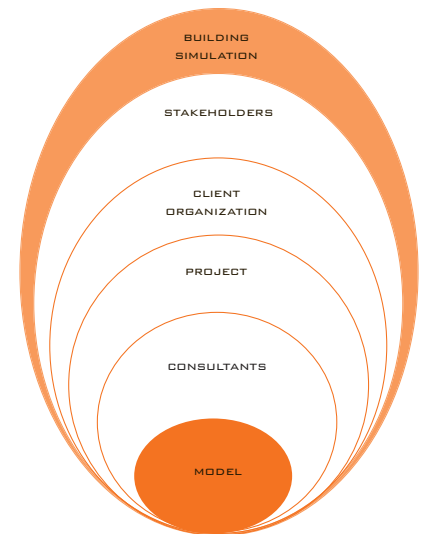 BUILDING
SIMULATION
STAKEHOLDERS
CLIENT
ORGANIZATION
PROJECT
CONSULTANTS
MODEL